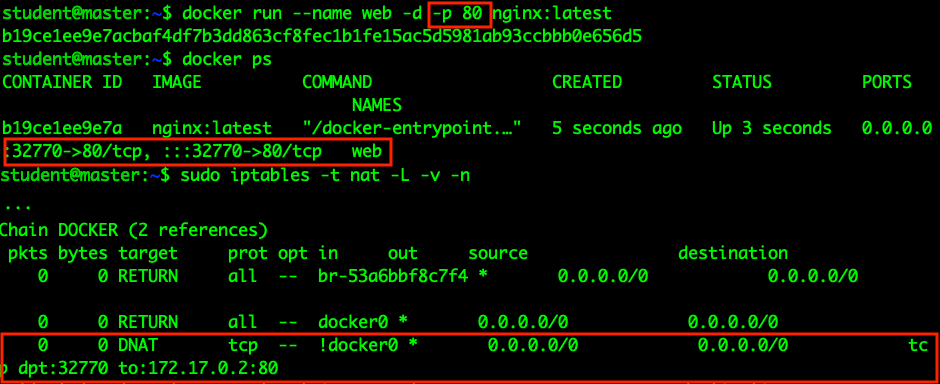 student@master:~$ docker run --name web -d -p 80 nginx:latest
b19ce1ee9e7acbaf4df7b3dd863cf8fec1b1fe15ac5d5981ab93ccbbb0e656d5
student@master:~$ docker ps
CONTAINER ID   IMAGE          COMMAND                  CREATED         STATUS         PORTS
                    NAMES
b19ce1ee9e7a   nginx:latest   "/docker-entrypoint.…"   5 seconds ago   Up 3 seconds   0.0.0.0
:32770->80/tcp, :::32770->80/tcp   web
student@master:~$ sudo iptables -t nat -L -v -n
...
Chain DOCKER (2 references)
 pkts bytes target     prot opt in     out     source               destination
    0     0 RETURN     all  --  br-53a6bbf8c7f4 *       0.0.0.0/0            0.0.0.0/0
    0     0 RETURN     all  --  docker0 *       0.0.0.0/0            0.0.0.0/0
    0     0 DNAT       tcp  --  !docker0 *       0.0.0.0/0            0.0.0.0/0            tc
p dpt:32770 to:172.17.0.2:80